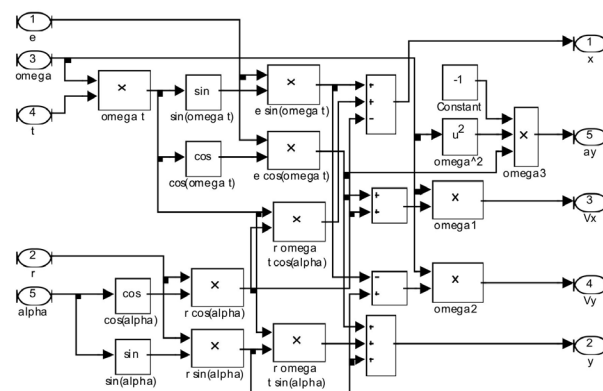 1
e
3
omega
4
t
×
omega t
sin
sin(omega t)
×
e sin(omega t)
cos
cos(omega t)
×
e cos(omega t)
+
+
-
1
x
-1
Constant
u²
omega^2
×
omega3
5
ay
×
r omega
t cos(alpha)
+
+
×
omega1
3
Vx
2
r
5
alpha
cos
cos(alpha)
×
r cos(alpha)
-
+
×
omega2
4
Vy
sin
sin(alpha)
×
r sin(alpha)
×
r omega
t sin(alpha)
+
+
+
2
y